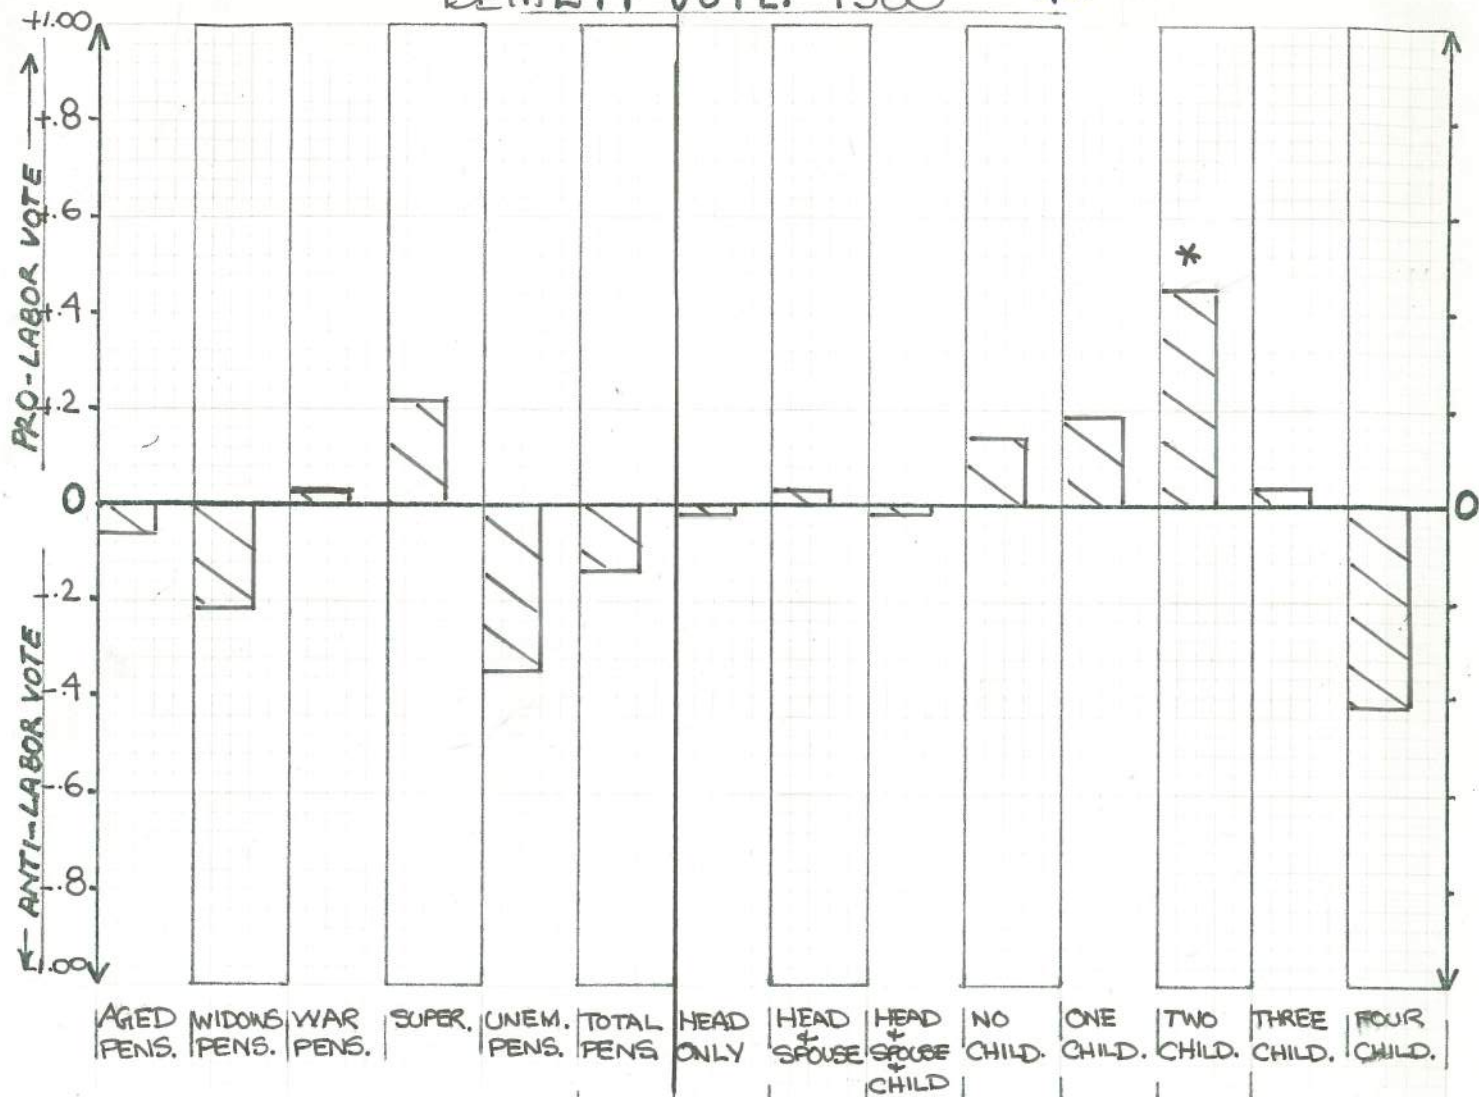 VOTE. 1980
+1.00
+.8
+.6
+.4
+.2
0
0
-.2
-.4
-.6
-.8
-1.00
PRO-LABOR VOTE →
← ANTI-LABOR VOTE
*
AGED
PENS.
WIDOWS
PENS.
WAR
PENS.
SUPER.
UNEM.
PENS.
TOTAL
PENS
HEAD
ONLY
HEAD
+
SPOUSE
HEAD
+
SPOUSE
+
CHILD
NO
CHILD.
ONE
CHILD.
TWO
CHILD.
THREE
CHILD.
FOUR
CHILD.